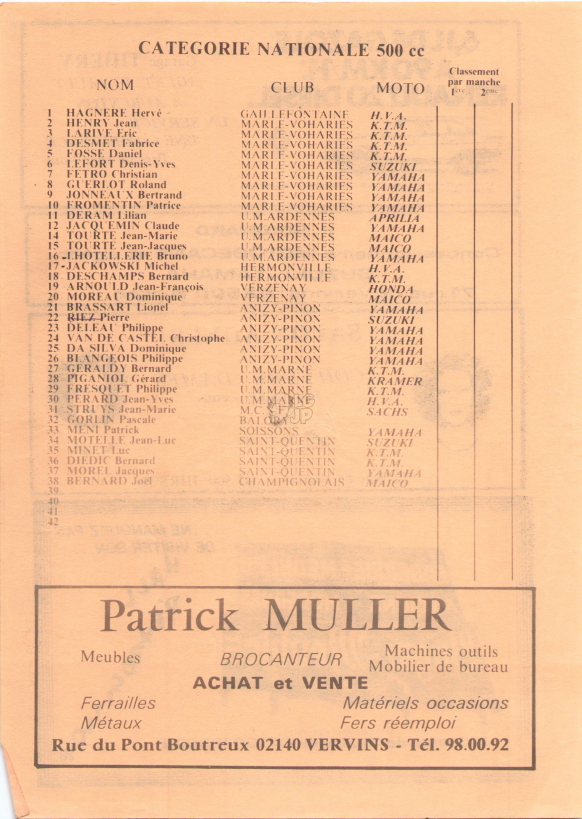 CATEGORIE NATIONALE 500 cc
NOM CLUB MOTO Classement par manche 1ère 2ème
1 HAGNERE Hervé GAILLEFONTAINE H.V.A.
2 HENRY Jean MARLE-VOHARIES K.T.M.
3 LARIVE Eric MARLE-VOHARIES K.T.M.
4 DESMET Fabrice MARLE-VOHARIES K.T.M.
5 FOSSE Daniel MARLE-VOHARIES K.T.M.
6 LEFORT Denis-Yves MARLE-VOHARIES SUZUKI
7 FETRO Christian MARLE-VOHARIES YAMAHA
8 GUERLOT Roland MARLE-VOHARIES YAMAHA
9 JONNEAUX Bertrand MARLE-VOHARIES YAMAHA
10 FROMENTIN Patrice MARLE-VOHARIES YAMAHA
11 DERAM Lilian U.M.ARDENNES APRILIA
12 JACQUEMIN Claude U.M.ARDENNES YAMAHA
14 TOURTE Jean-Marie U.M.ARDENNES MAICO
15 TOURTE Jean-Jacques U.M.ARDENNES MAICO
16 LHOTELLERIE Bruno U.M.ARDENNES YAMAHA
17 JACKOWSKI Michel HERMONVILLE H.V.A.
18 DESCHAMPS Bernard HERMONVILLE K.T.M.
19 ARNOULD Jean-François VERZENAY HONDA
20 MOREAU Dominique VERZENAY MAICO
21 BRASSART Lionel ANIZY-PINON YAMAHA
22 RIEZ Pierre ANIZY-PINON SUZUKI
23 DELEAU Philippe ANIZY-PINON YAMAHA
24 VAN DE CASTEL Christophe ANIZY-PINON YAMAHA
25 DA SILVA Dominique ANIZY-PINON YAMAHA
26 BLANGEOIS Philippe ANIZY-PINON YAMAHA
27 GERALDY Bernard U.M.MARNE K.T.M.
28 PIGANIOL Gérard U.M.MARNE KRAMER
29 FRESQUET Philippe U.M.MARNE K.T.M.
30 PERARD Jean-Yves U.M.MARNE H.V.A.
31 STRUYS Jean-Marie M.C. SACHS
32 GORLIN Pascale
33 MENI Patrick SOISSONS YAMAHA
34 MOTELLE Jean-Luc SAINT-QUENTIN SUZUKI
35 MINET Luc SAINT-QUENTIN K.T.M.
36 DIEDIC Bernard SAINT-QUENTIN K.T.M.
37 MOREL Jacques SAINT-QUENTIN YAMAHA
38 BERNARD Joël CHAMPIGNOLAIS MAICO
39
40
41
42
Patrick MULLER
Meubles BROCANTEUR Machines outils
Mobilier de bureau
ACHAT et VENTE
Ferrailles Matériels occasions
Métaux Fers réemploi
Rue du Pont Boutreux 02140 VERVINS - Tél. 98.00.92